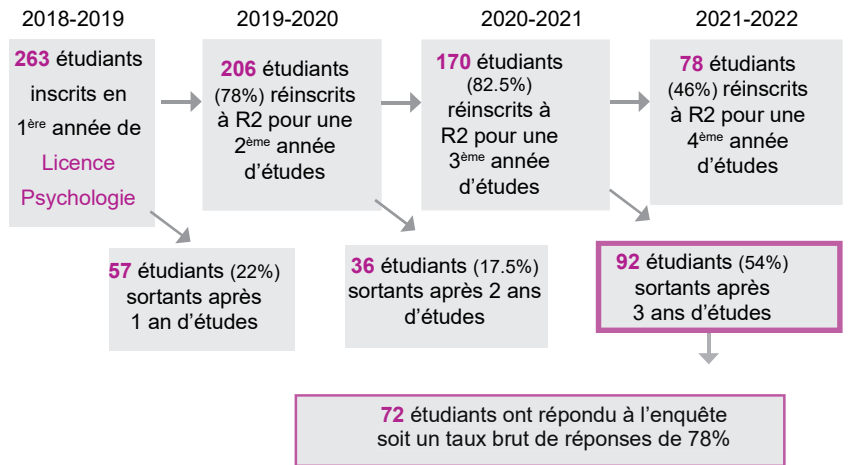 2018-2019
2019-2020
2020-2021
2021-2022
263 étudiants
inscrits en
1ère année de
Licence
Psychologie
206 étudiants
(78%) réinscrits
à R2 pour une
2ème année
d'études
170 étudiants
(82.5%)
réinscrits à
R2 pour une
3ème année
d'études
78 étudiants
(46%) réinscrits
à R2 pour une
4ème année
d'études
57 étudiants (22%)
sortants après
1 an d'études
36 étudiants (17.5%)
sortants après 2 ans
d'études
92 étudiants (54%)
sortants après
3 ans d'études
72 étudiants ont répondu à l'enquête
soit un taux brut de réponses de 78%